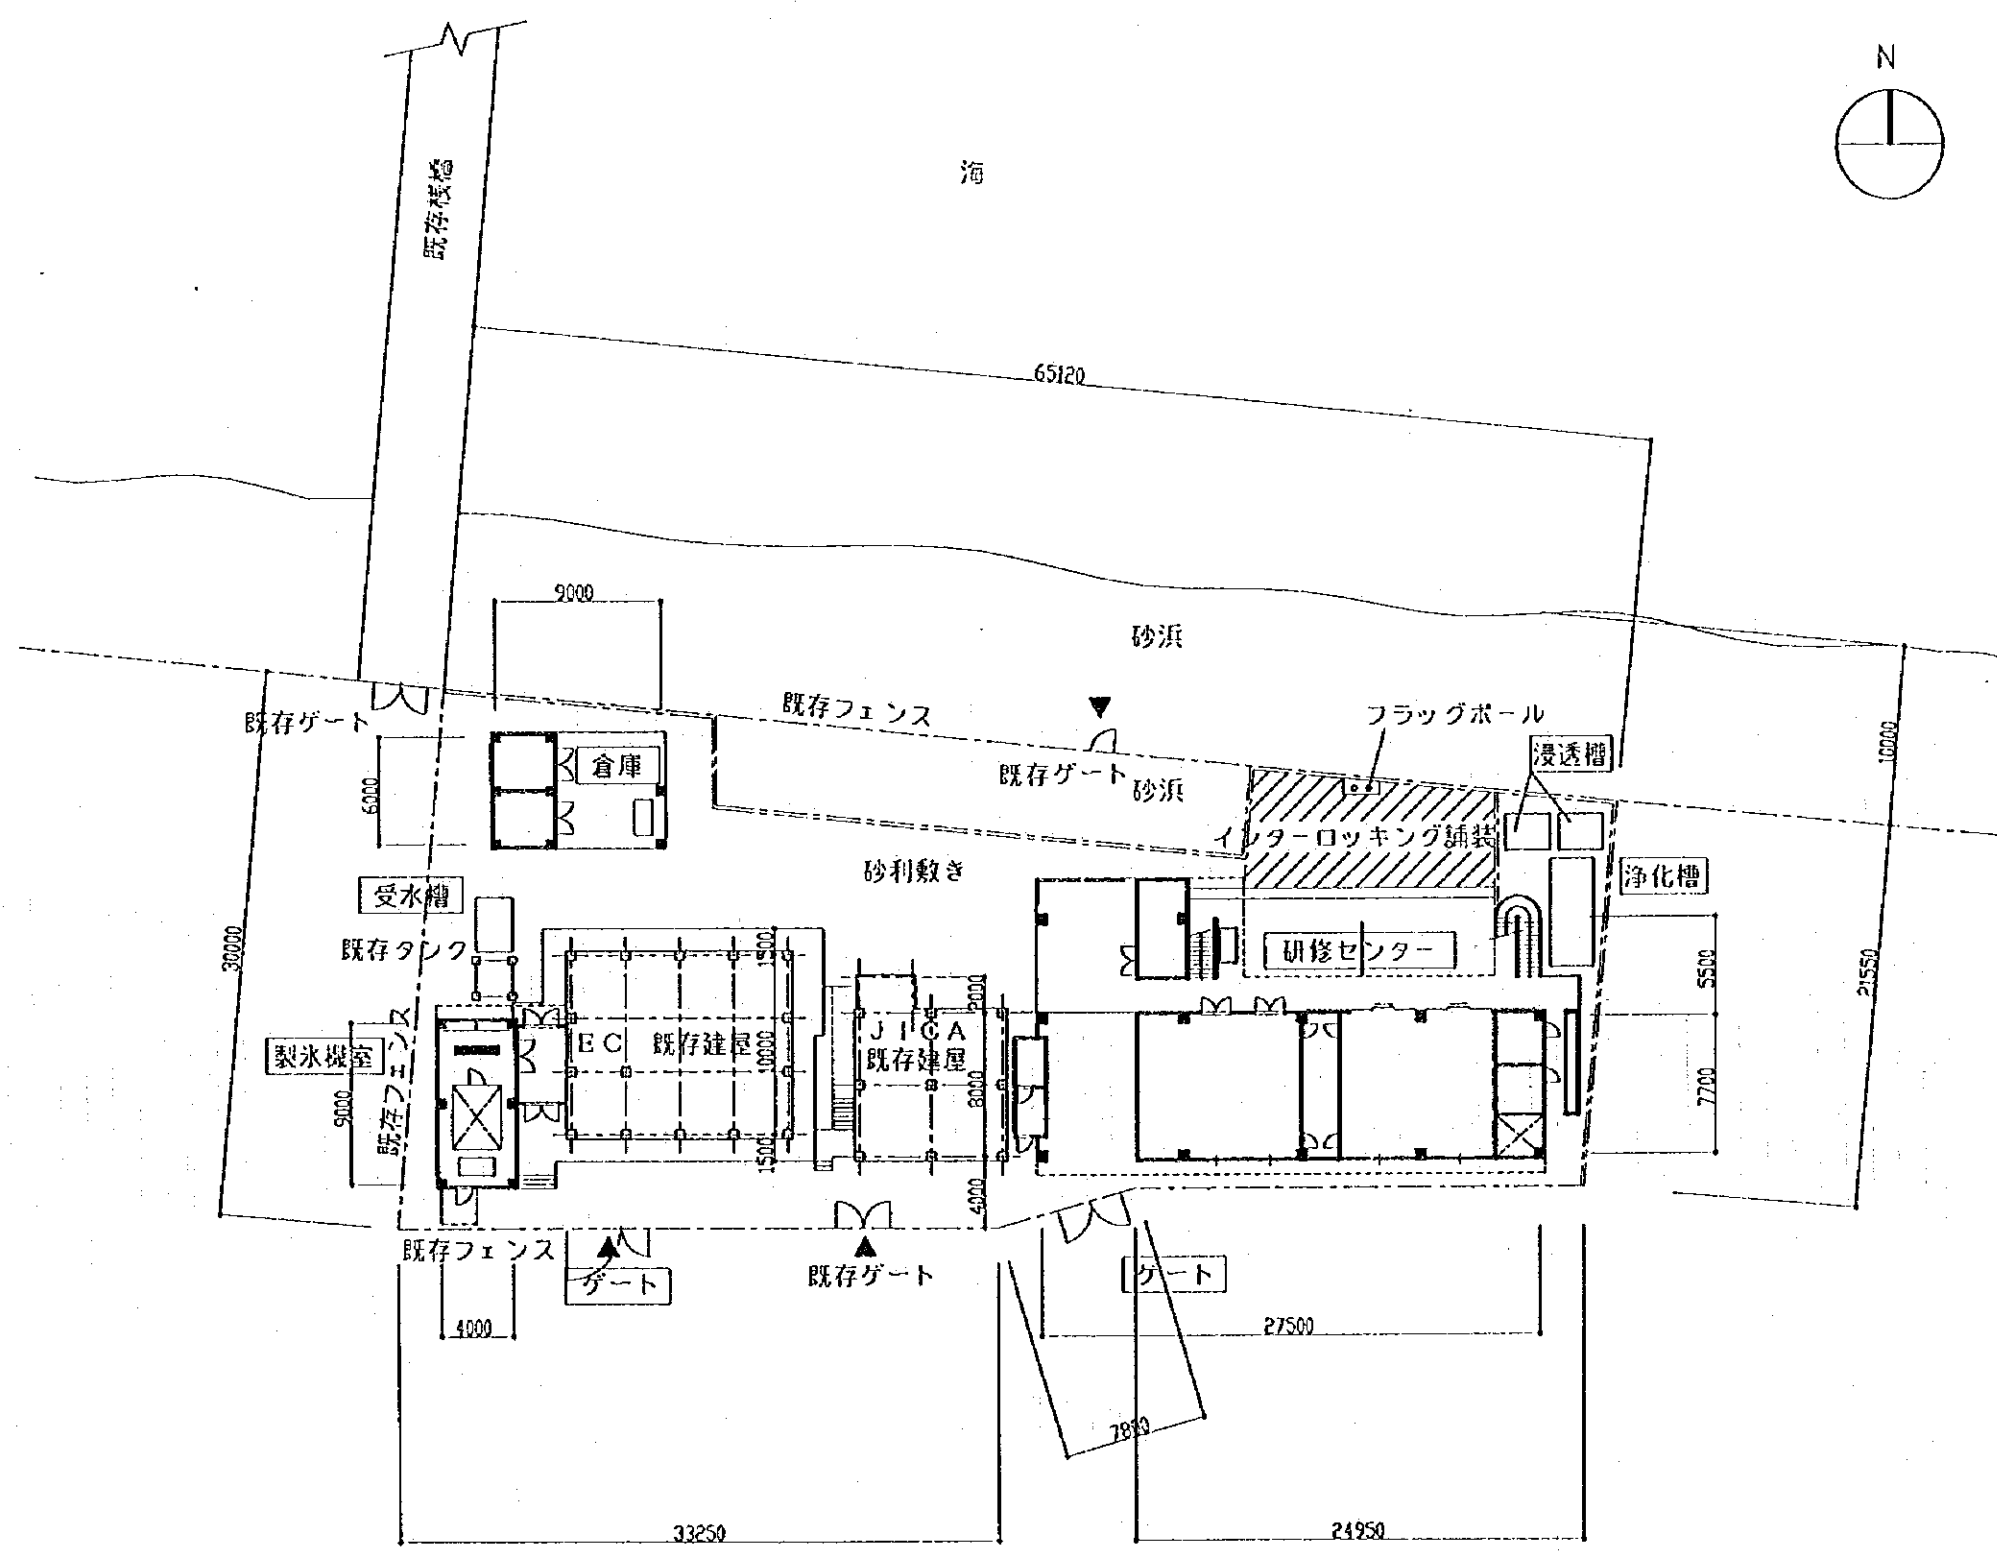 N
海
既存桟橋
65120
9000
砂浜
既存フェンス
既存ゲート
フラッグポール
浸透槽
倉庫
既存ゲート
砂浜
6000
10000
インターロッキング舗装
砂利敷き
浄化槽
受水槽
既存タンク
研修センター
30000
1500
5500
21550
2000
既存フェンス
EC 既存建屋
JICA
既存建屋
製氷機室
10000
8000
9000
7700
1500
4000
既存フェンス
ゲート
既存ゲート
ゲート
4000
27500
33250
24950